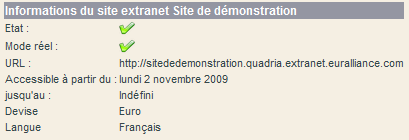 Informations du site extranet Site de démonstration
Etat :
Mode réel :
URL : http://sitededemonstration.quadria.extranet.euralliance.com
Accessible à partir du : lundi 2 novembre 2009
jusqu'au : Indéfini
Devise Euro
Langue Français